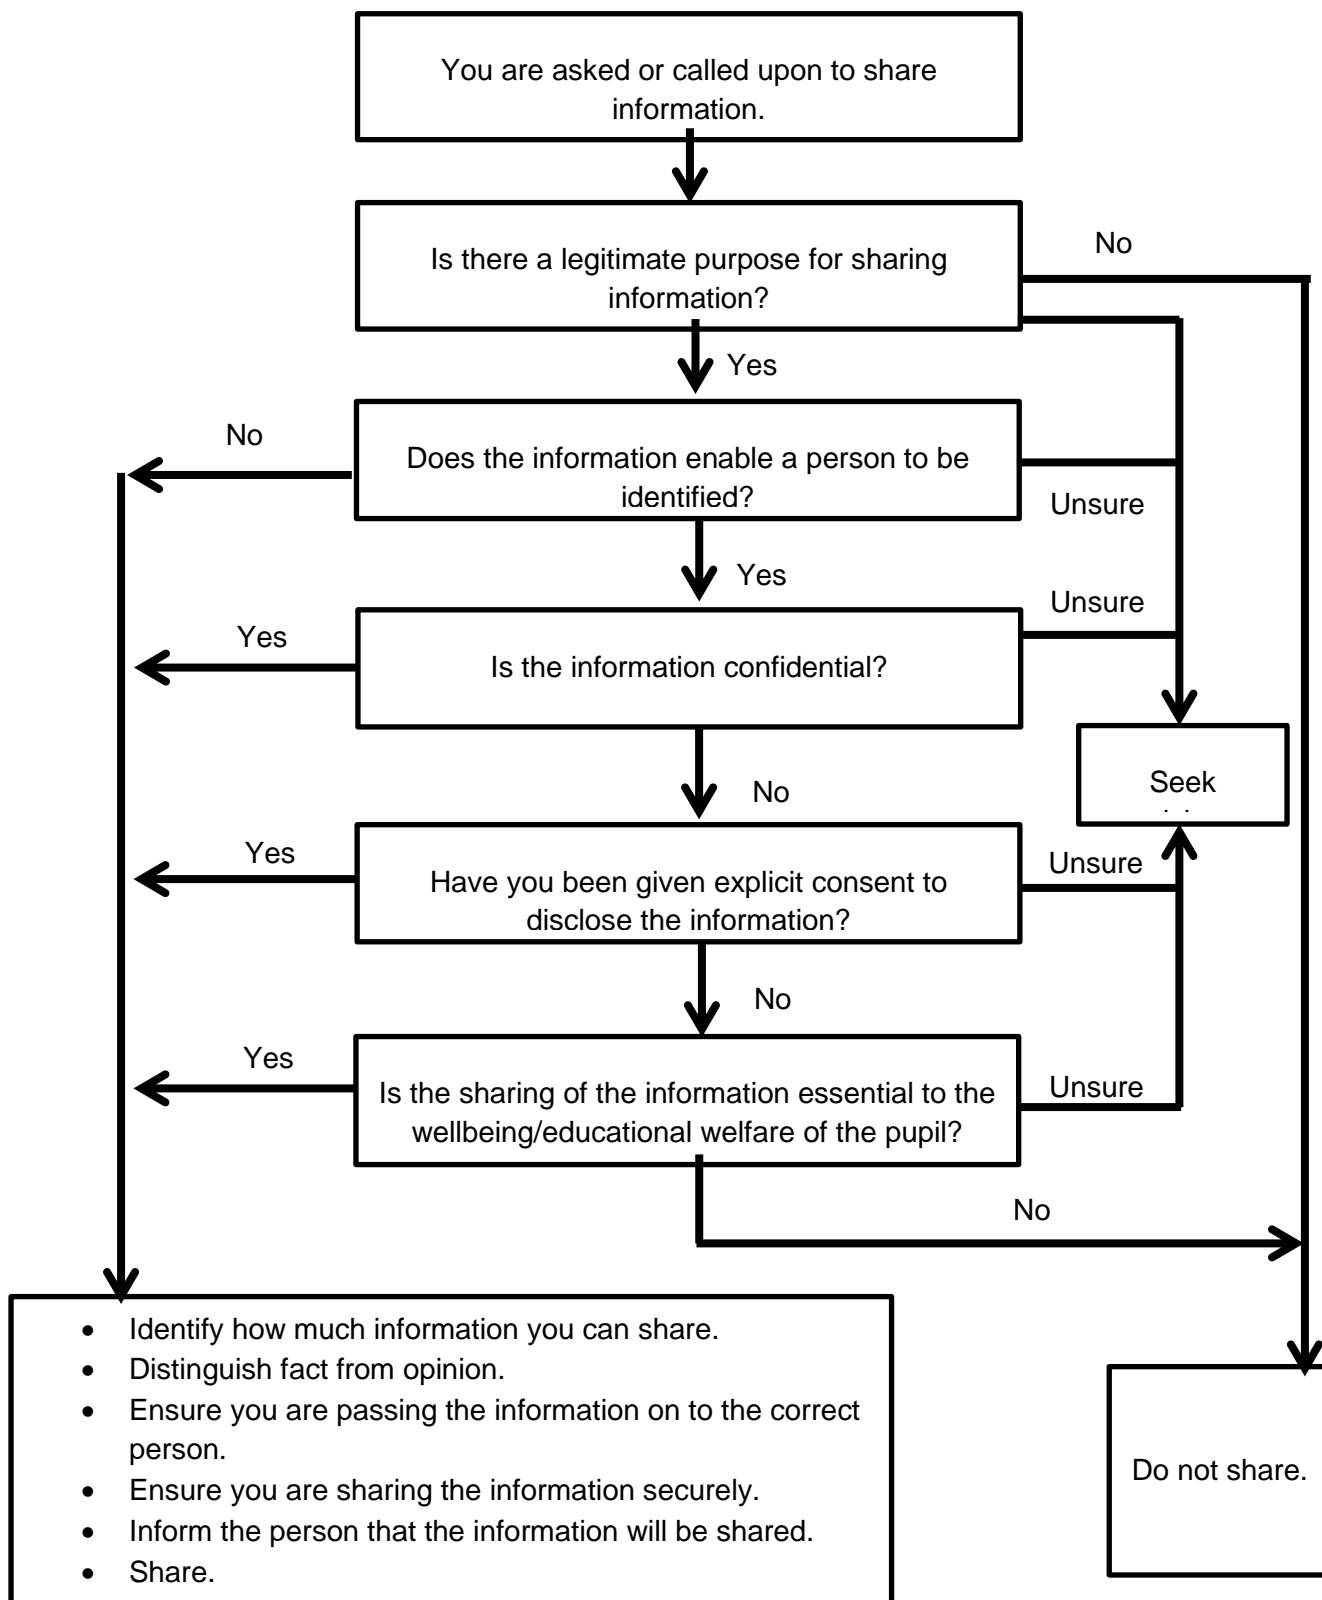 You are asked or called upon to share
information.
Is there a legitimate purpose for sharing
information?
No
Yes
No
Does the information enable a person to be
identified?
Unsure
Yes
Unsure
Yes
Is the information confidential?
Seek
No
Yes
Unsure
Have you been given explicit consent to
disclose the information?
No
Yes
Is the sharing of the information essential to the
wellbeing/educational welfare of the pupil?
Unsure
No
• Identify how much information you can share.
• Distinguish fact from opinion.
• Ensure you are passing the information on to the correct
person.
• Ensure you are sharing the information securely.
• Inform the person that the information will be shared.
• Share.
Do not share.